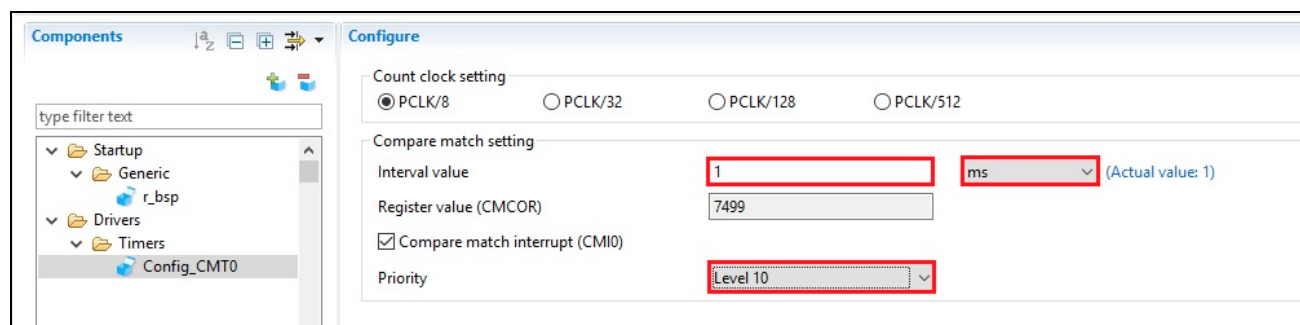 Components
type filter text
Startup
Generic
r_bsp
Drivers
Timers
Config_CMT0
Configure
Count clock setting
PCLK/8 PCLK/32 PCLK/128 PCLK/512
Compare match setting
Interval value 1 ms (Actual value: 1)
Register value (CMCOR) 7499
Compare match interrupt (CMI0)
Priority Level 10